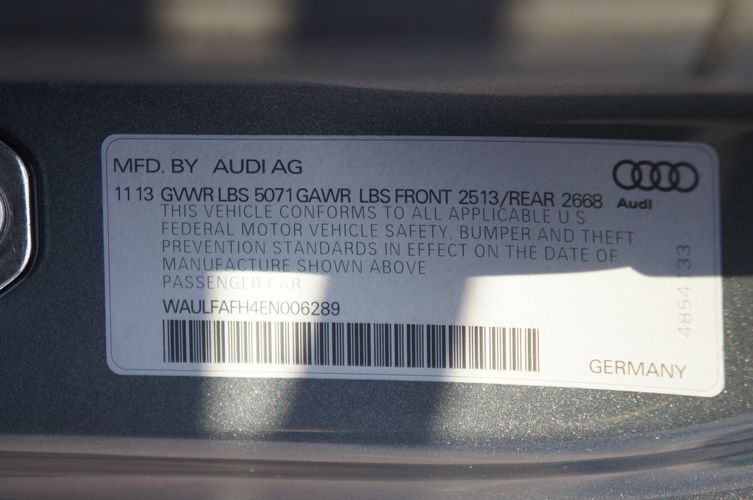 MFD. BY AUDI AG
11 13 GVWR LBS 5071 GAWR LBS FRONT 2513/REAR 2668
THIS VEHICLE CONFORMS TO ALL APPLICABLE U S
FEDERAL MOTOR VEHICLE SAFETY, BUMPER AND THEFT
PREVENTION STANDARDS IN EFFECT ON THE DATE OF
MANUFACTURE SHOWN ABOVE
PASSENGER CAR
WAULFAFH4EN006289
Audi
GERMANY